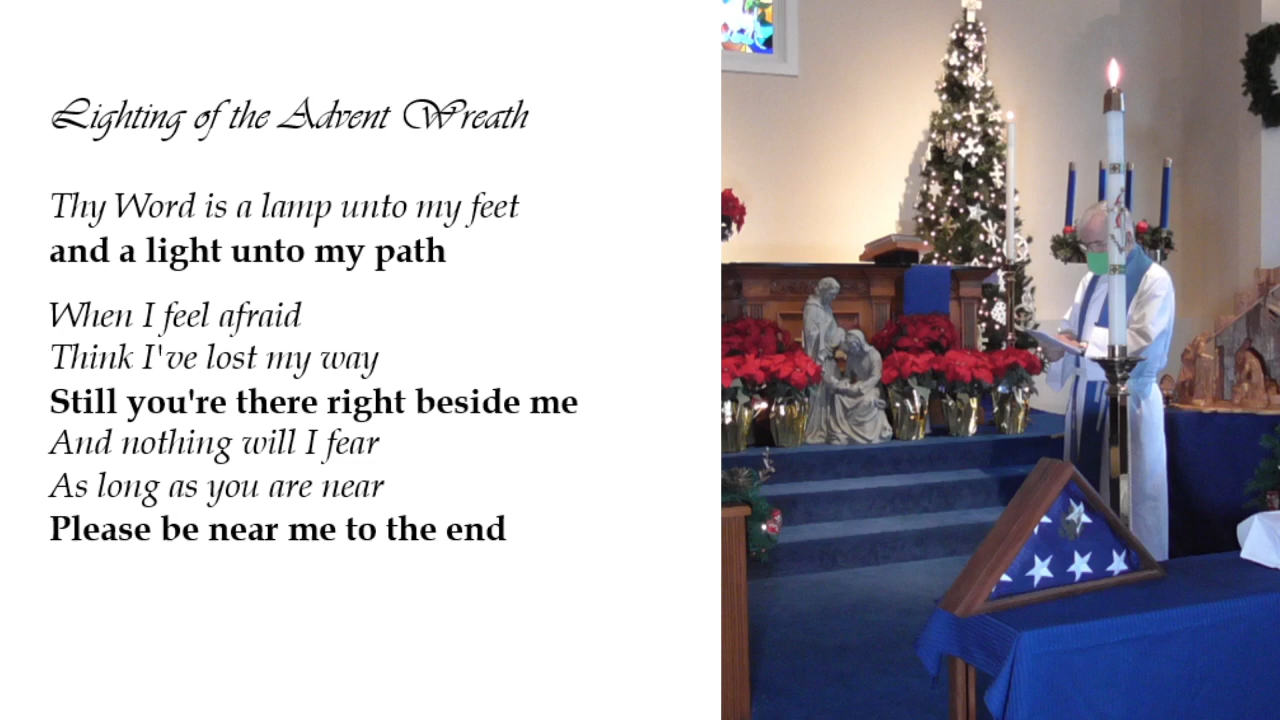 Lighting of the Advent Wreath
Thy Word is a lamp unto my feet
and a light unto my path
When I feel afraid
Think I've lost my way
Still you're there right beside me
And nothing will I fear
As long as you are near
Please be near me to the end